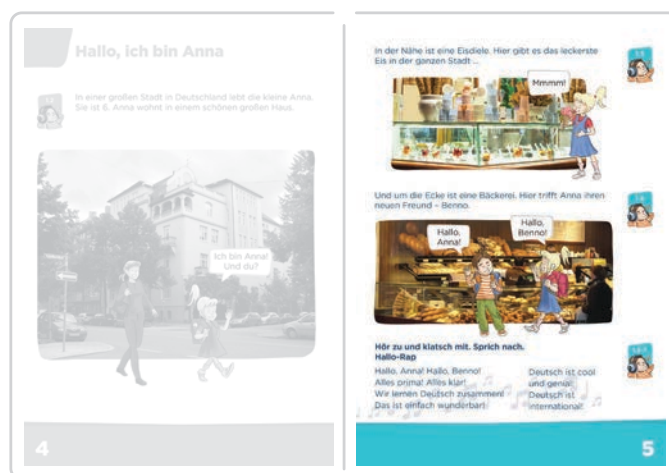 Hallo, ich bin Anna
In einer großen Stadt in Deutschland lebt die kleine Anna.
Sie ist 6. Anna wohnt in einem schönen großen Haus.
Ich bin Anna!
Und du?
4
In der Nähe ist eine Eisdiele. Hier gibt es das leckerste
Eis in der ganzen Stadt ...
Mmmm!
Und um die Ecke ist eine Bäckerei. Hier trifft Anna ihren
neuen Freund – Benno.
Hallo,
Anna!
Hallo,
Benno!
Hör zu und klatsch mit. Sprich nach.
Hallo-Rap
Hallo, Anna! Hallo, Benno!
Alles prima! Alles klar!
Wir lernen Deutsch zusammen!
Das ist einfach wunderbar!
Deutsch ist cool
und genial!
Deutsch ist
international!
5